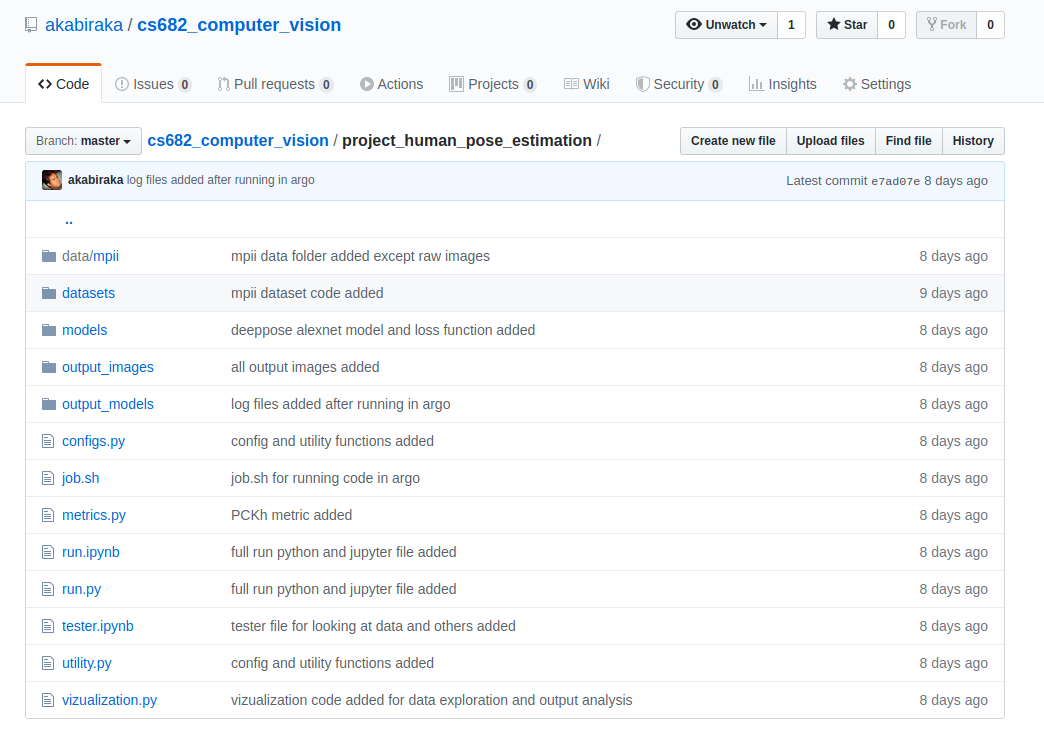 akabiraka / cs682_computer_vision
Unwatch 1 Star 0 Fork 0
Code Issues 0 Pull requests 0 Actions Projects 0 Wiki Security 0 Insights Settings
Branch: master cs682_computer_vision / project_human_pose_estimation / Create new file Upload files Find file History
akabiraka log files added after running in argo Latest commit e7ad07e 8 days ago
..
data/mpii mpii data folder added except raw images 8 days ago
datasets mpii dataset code added 9 days ago
models deeppose alexnet model and loss function added 8 days ago
output_images all output images added 8 days ago
output_models log files added after running in argo 8 days ago
configs.py config and utility functions added 8 days ago
job.sh job.sh for running code in argo 8 days ago
metrics.py PCKh metric added 8 days ago
run.ipynb full run python and jupyter file added 8 days ago
run.py full run python and jupyter file added 8 days ago
tester.ipynb tester file for looking at data and others added 8 days ago
utility.py config and utility functions added 8 days ago
vizualization.py vizualization code added for data exploration and output analysis 8 days ago